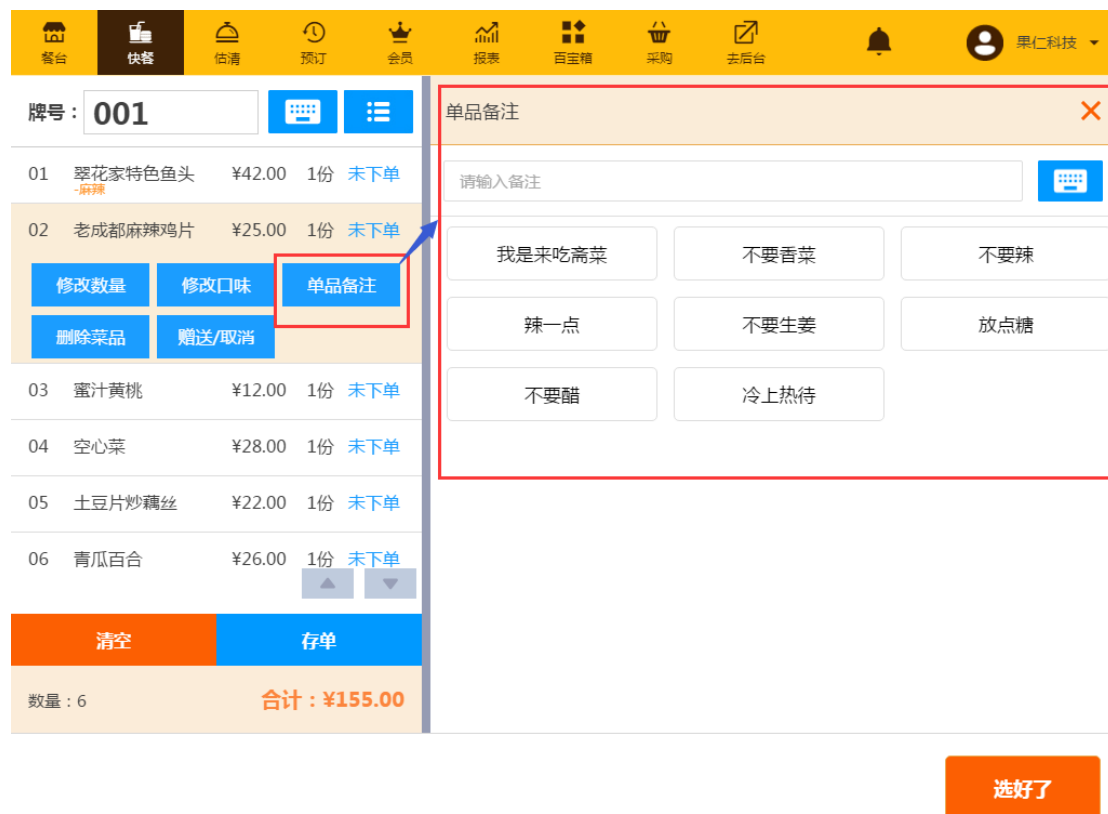 餐台 快餐 估清 预订 会员 报表 百宝箱 采购 去后台 果仁科技
牌号：001
01 翠花家特色鱼头 ¥42.00 1份 未下单
-麻辣
02 老成都麻辣鸡片 ¥25.00 1份 未下单
修改数量 修改口味 单品备注
删除菜品 赠送/取消
03 蜜汁黄桃 ¥12.00 1份 未下单
04 空心菜 ¥28.00 1份 未下单
05 土豆片炒藕丝 ¥22.00 1份 未下单
06 青瓜百合 ¥26.00 1份 未下单
清空 存单
数量：6 合计：¥155.00
单品备注
请输入备注
我是来吃斋菜 不要香菜 不要辣
辣一点 不要生姜 放点糖
不要醋 冷上热待
选好了